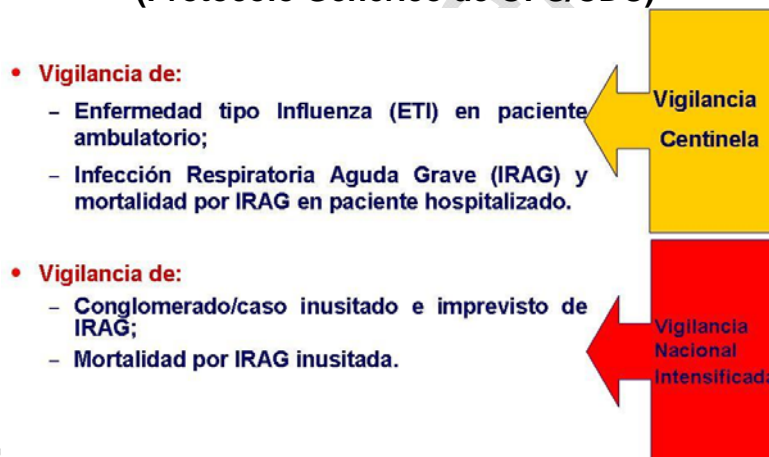 • Vigilancia de:
– Enfermedad tipo Influenza (ETI) en paciente
ambulatorio;
– Infección Respiratoria Aguda Grave (IRAG) y
mortalidad por IRAG en paciente hospitalizado.
Vigilancia
Centinela
• Vigilancia de:
– Conglomerado/caso inusitado e imprevisto de
IRAG;
– Mortalidad por IRAG inusitada.
Vigilancia
Nacional
Intensificada